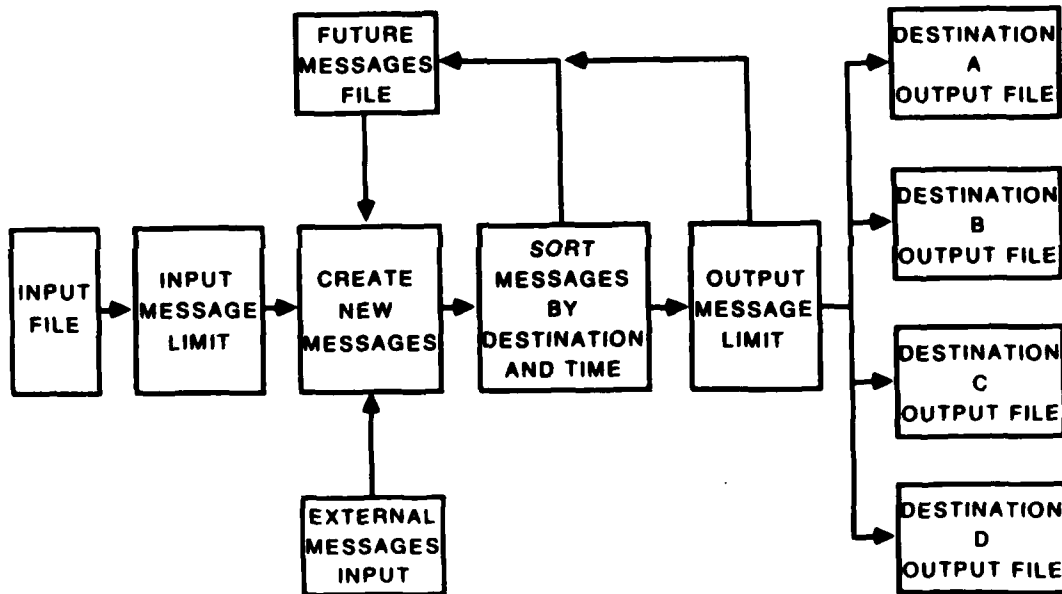 FUTURE
MESSAGES
FILE
DESTINATION
A
OUTPUT FILE
DESTINATION
B
OUTPUT FILE
INPUT
FILE
INPUT
MESSAGE
LIMIT
CREATE
NEW
MESSAGES
SORT
MESSAGES
BY
DESTINATION
AND TIME
OUTPUT
MESSAGE
LIMIT
DESTINATION
C
OUTPUT FILE
EXTERNAL
MESSAGES
INPUT
DESTINATION
D
OUTPUT FILE